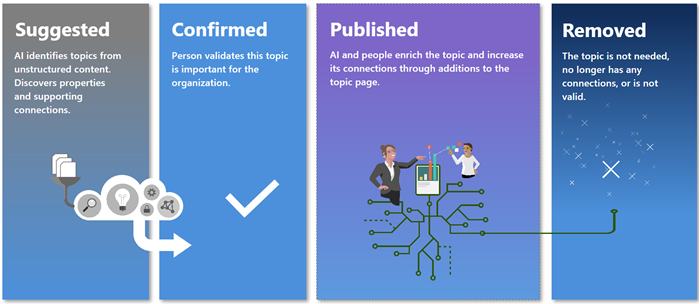 Suggested
AI identifies topics from
unstructured content.
Discovers properties
and supporting
connections.
Confirmed
Person validates this topic
is important for the
organization.
Published
AI and people enrich the topic and increase
its connections through additions to the
topic page.
Removed
The topic is not needed,
no longer has any
connections, or is not
valid.